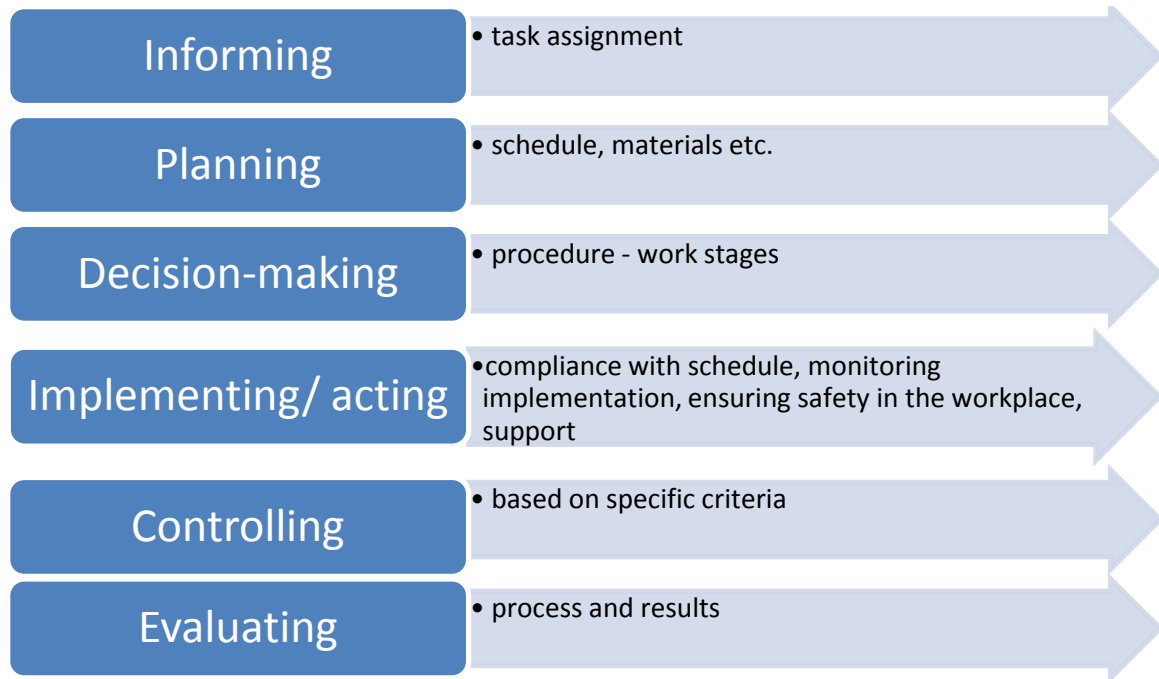 Informing
• task assignment
Planning
• schedule, materials etc.
Decision-making
• procedure - work stages
Implementing/ acting
•compliance with schedule, monitoring
implementation, ensuring safety in the workplace,
support
Controlling
• based on specific criteria
Evaluating
• process and results